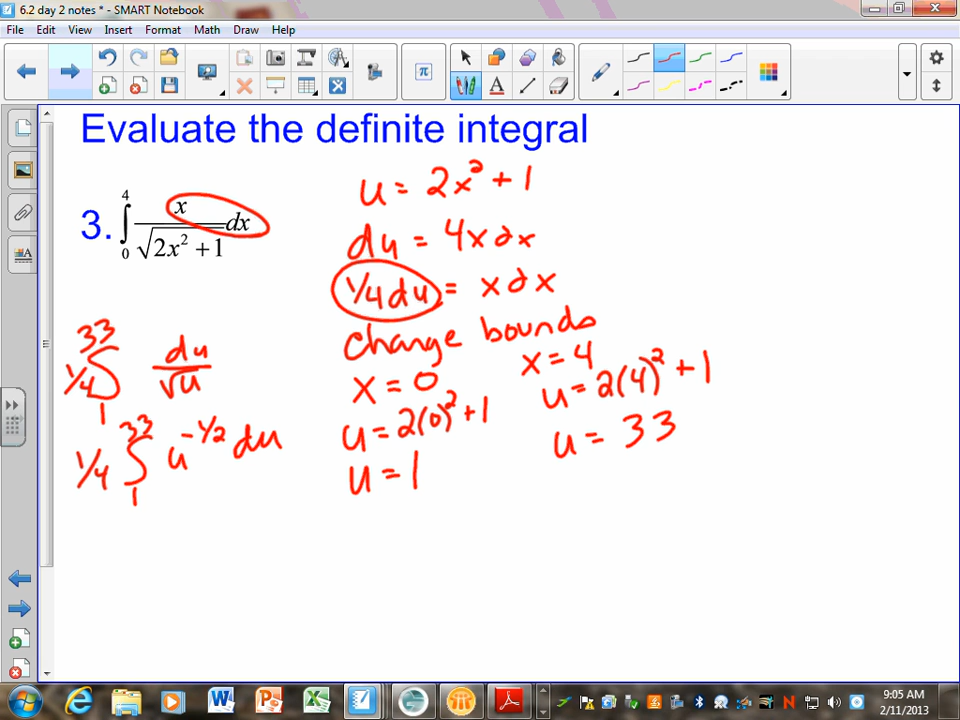 6.2 day 2 notes * - SMART Notebook
File Edit View Insert Format Math Draw Help
Evaluate the definite integral
3. ∫₀⁴ x/√(2x² + 1) dx
u = 2x² + 1
du = 4x dx
1/4 du = x dx
change bounds
x = 0
u = 2(0)² + 1
u = 1
x = 4
u = 2(4)² + 1
u = 33
1/4 ∫₁³³ du/√u
1/4 ∫₁³³ u^(-1/2) du
9:05 AM
2/11/2013